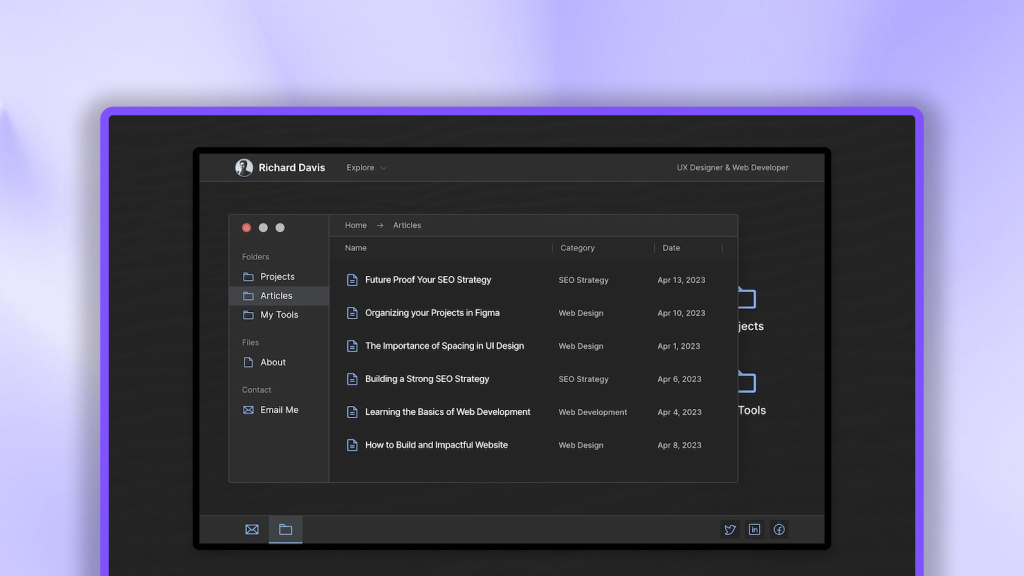 Richard Davis Explore UX Designer & Web Developer
Home → Articles
Name Category Date
Folders
Projects
Articles
My Tools
Files
About
Contact
Email Me
Future Proof Your SEO Strategy SEO Strategy Apr 13, 2023
Organizing your Projects in Figma Web Design Apr 10, 2023
The Importance of Spacing in UI Design Web Design Apr 1, 2023
Building a Strong SEO Strategy SEO Strategy Apr 6, 2023
Learning the Basics of Web Development Web Development Apr 4, 2023
How to Build and Impactful Website Web Design Apr 8, 2023
jects
Tools